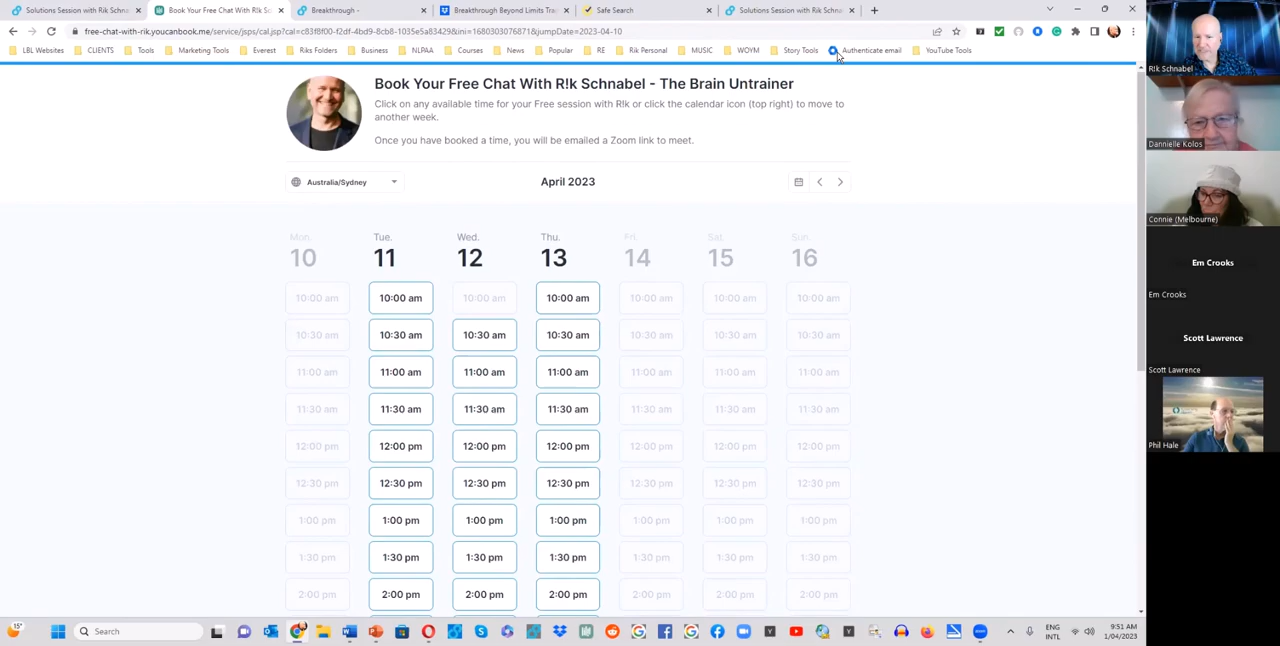 Solutions Session with Rik Schnab
Book Your Free Chat With R!k Sc
Breakthrough -
Breakthrough Beyond Limits Tra
Safe Search
Solutions Session with Rik Schnab
free-chat-with-rik.youcanbook.me/service/jsps/cal.jsp?cal=c83f8f00-f2df-4bd9-8cb8-1035e5a83429&ini=1680303076871&jumpDate=2023-04-10
LBL Websites
CLIENTS
Tools
Marketing Tools
Everest
Riks Folders
Business
NLPAA
Courses
News
Popular
RE
Rik Personal
MUSIC
WOYM
Story Tools
Authenticate email
YouTube Tools
Book Your Free Chat With R!k Schnabel - The Brain Untrainer
Click on any available time for your Free session with R!k or click the calendar icon (top right) to move to
another week.
Once you have booked a time, you will be emailed a Zoom link to meet.
Australia/Sydney
April 2023
Mon. Tue. Wed. Thu. Fri. Sat. Sun.
10 11 12 13 14 15 16
10:00 am 10:00 am 10:00 am 10:00 am 10:00 am 10:00 am 10:00 am
10:30 am 10:30 am 10:30 am 10:30 am 10:30 am 10:30 am 10:30 am
11:00 am 11:00 am 11:00 am 11:00 am 11:00 am 11:00 am 11:00 am
11:30 am 11:30 am 11:30 am 11:30 am 11:30 am 11:30 am 11:30 am
12:00 pm 12:00 pm 12:00 pm 12:00 pm 12:00 pm 12:00 pm 12:00 pm
12:30 pm 12:30 pm 12:30 pm 12:30 pm 12:30 pm 12:30 pm 12:30 pm
1:00 pm 1:00 pm 1:00 pm 1:00 pm 1:00 pm 1:00 pm 1:00 pm
1:30 pm 1:30 pm 1:30 pm 1:30 pm 1:30 pm 1:30 pm 1:30 pm
2:00 pm 2:00 pm 2:00 pm 2:00 pm 2:00 pm 2:00 pm 2:00 pm
R!k Schnabel
Dannielle Kolos
Connie (Melbourne)
Em Crooks
Em Crooks
Scott Lawrence
Scott Lawrence
Phil Hale
15°
Search
ENG
INTL
9:51 AM
1/04/2023